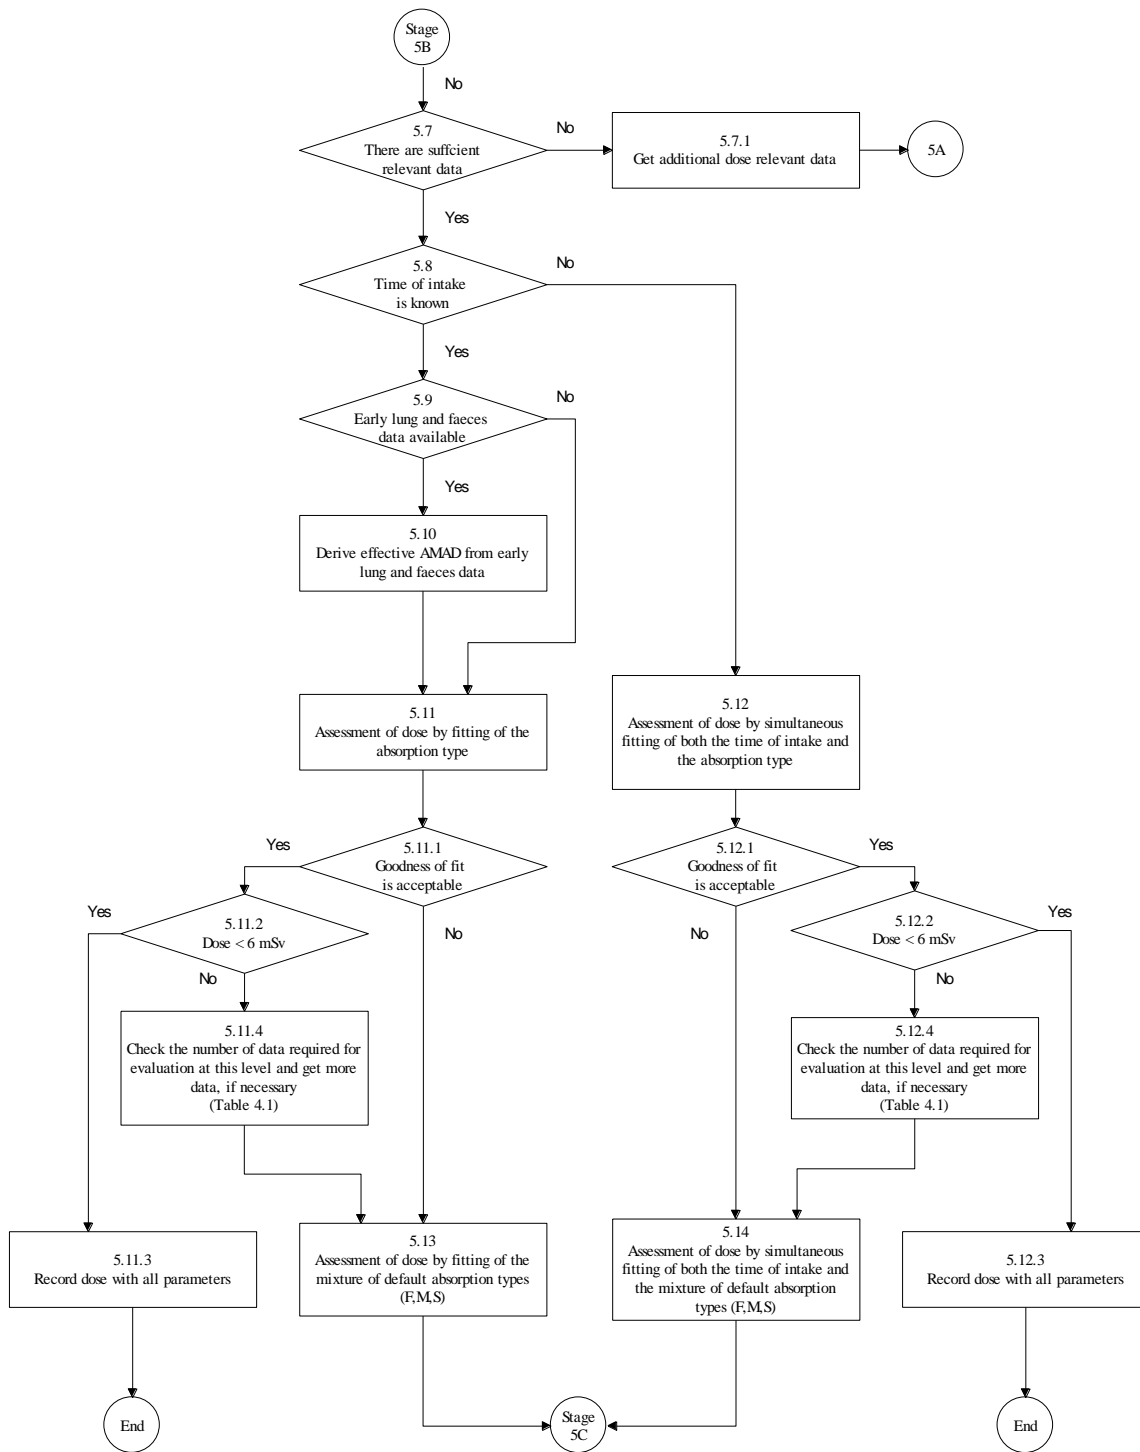 Stage
5B
No
5.7
There are suffcient
relevant data
No
5.7.1
Get additional dose relevant data
5A
Yes
5.8
Time of intake
is known
No
Yes
5.9
Early lung and faeces
data available
No
Yes
5.10
Derive effective AMAD from early
lung and faeces data
5.11
Assessment of dose by fitting of the
absorption type
5.12
Assessment of dose by simultaneous
fitting of both the time of intake and
the absorption type
Yes
5.11.1
Goodness of fit
is acceptable
5.12.1
Goodness of fit
is acceptable
Yes
Yes
5.11.2
Dose < 6 mSv
No
No
No
5.12.2
Dose < 6 mSv
Yes
No
5.11.4
Check the number of data required for
evaluation at this level and get more
data, if necessary
(Table 4.1)
5.12.4
Check the number of data required for
evaluation at this level and get more
data, if necessary
(Table 4.1)
5.11.3
Record dose with all parameters
5.13
Assessment of dose by fitting of the
mixture of default absorption types
(F,M,S)
5.14
Assessment of dose by simultaneous
fitting of both the time of intake and
the mixture of default absorption
types (F,M,S)
5.12.3
Record dose with all parameters
End
Stage
5C
End